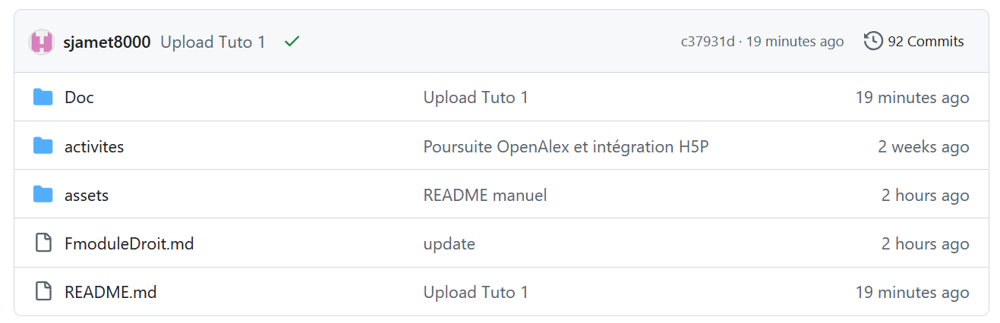 sjamet8000 Upload Tuto 1 c37931d · 19 minutes ago 92 Commits
Doc Upload Tuto 1 19 minutes ago
activites Poursuite OpenAlex et intégration H5P 2 weeks ago
assets README manuel 2 hours ago
FmoduleDroit.md update 2 hours ago
README.md Upload Tuto 1 19 minutes ago